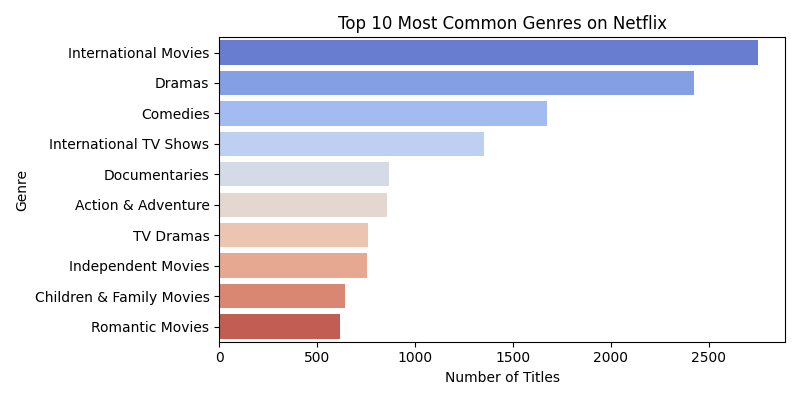 Top 10 Most Common Genres on Netflix
Genre
International Movies
Dramas
Comedies
International TV Shows
Documentaries
Action & Adventure
TV Dramas
Independent Movies
Children & Family Movies
Romantic Movies
0 500 1000 1500 2000 2500
Number of Titles